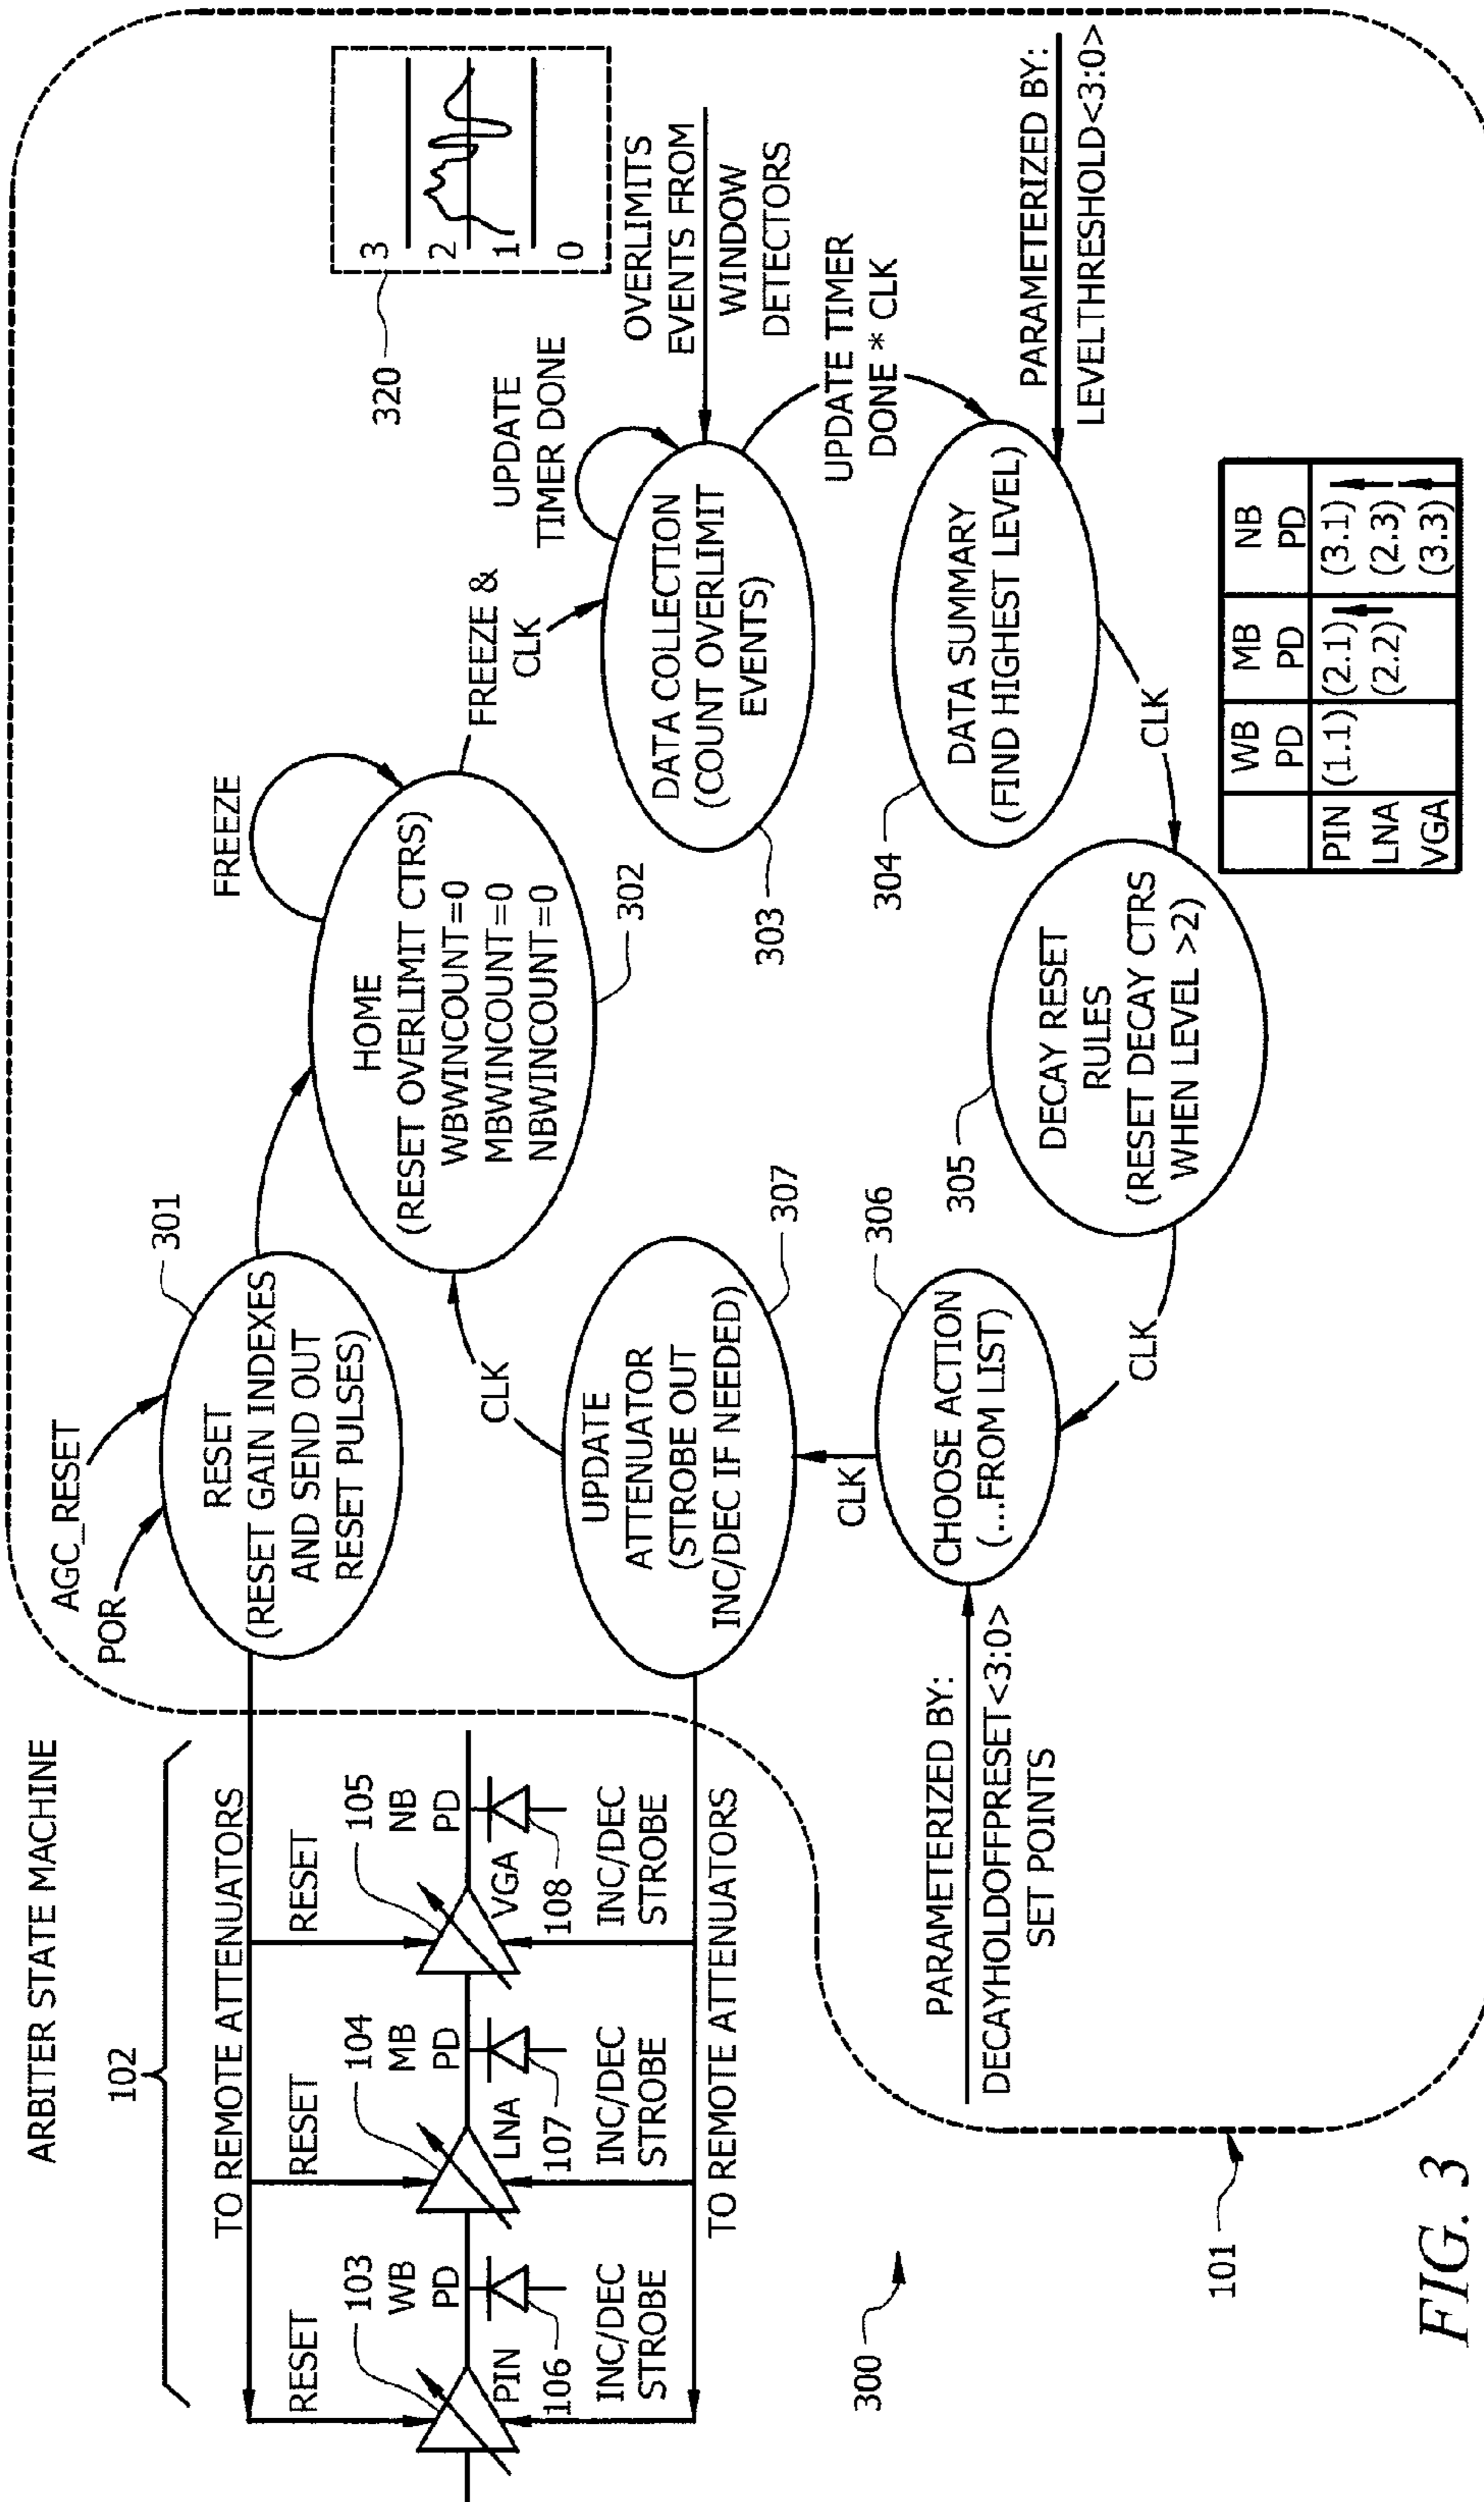 ARBITER STATE MACHINE
102
TO REMOTE ATTENUATORS
RESET
RESET
RESET
103
WB
PD
104
MB
PD
105
NB
PD
PIN
106
LNA
107
VGA
108
INC/DEC
STROBE
INC/DEC
STROBE
INC/DEC
STROBE
TO REMOTE ATTENUATORS
300
101
POR
AGC_RESET
301
RESET
(RESET GAIN INDEXES
AND SEND OUT
RESET PULSES)
FREEZE
HOME
(RESET OVERLIMIT CTRS)
WBWINCOUNT=0
MBWINCOUNT=0
NBWINCOUNT=0
302
FREEZE &
CLK
UPDATE
TIMER DONE
320
3
2
1
0
OVERLIMITS
EVENTS FROM
WINDOW
DETECTORS
DATA COLLECTION
(COUNT OVERLIMIT
EVENTS)
303
UPDATE TIMER
DONE * CLK
PARAMETERIZED BY:
LEVELTHRESHOLD<3:0>
DATA SUMMARY
(FIND HIGHEST LEVEL)
304
CLK
DECAY RESET
RULES
(RESET DECAY CTRS
WHEN LEVEL >2)
305
CLK
CHOOSE ACTION
(...FROM LIST)
306
PARAMETERIZED BY:
DECAYHOLDOFFPRESET<3:0>
SET POINTS
CLK
UPDATE
ATTENUATOR
(STROBE OUT
INC/DEC IF NEEDED)
307
CLK
WB MB NB
PD PD PD
PIN (1.1) (2.1) (3.1)
LNA (2.2) (2.3)
VGA (3.3)
FIG. 3